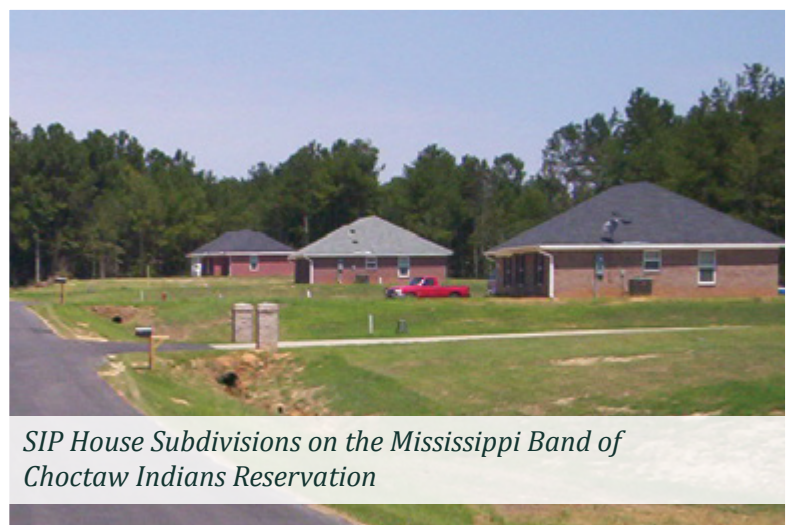 SIP House Subdivisions on the Mississippi Band of
Choctaw Indians Reservation